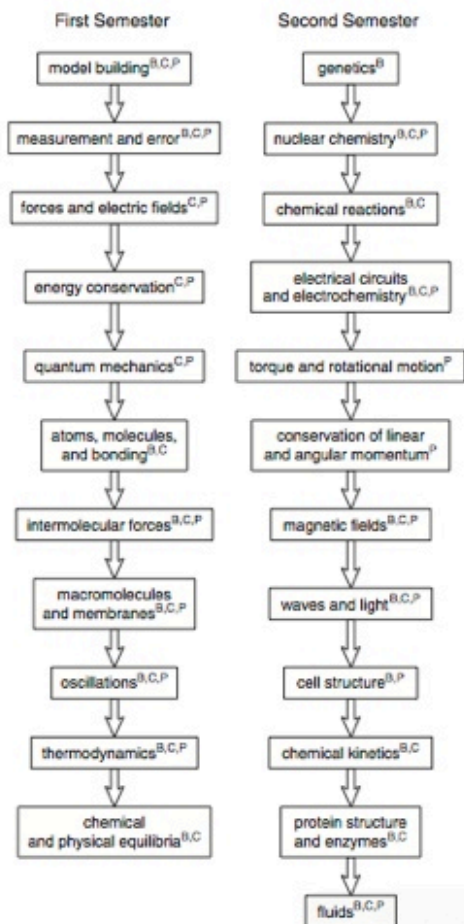 First Semester
model building^B,C,P
measurement and error^B,C,P
forces and electric fields^C,P
energy conservation^C,P
quantum mechanics^C,P
atoms, molecules,
and bonding^B,C
intermolecular forces^B,C,P
macromolecules
and membranes^B,C,P
oscillations^B,C,P
thermodynamics^B,C,P
chemical
and physical equilibria^B,C
Second Semester
genetics^B
nuclear chemistry^B,C,P
chemical reactions^B,C
electrical circuits
and electrochemistry^B,C,P
torque and rotational motion^P
conservation of linear
and angular momentum^P
magnetic fields^B,C,P
waves and light^B,C,P
cell structure^B,P
chemical kinetics^B,C
protein structure
and enzymes^B,C
fluids^B,C,P